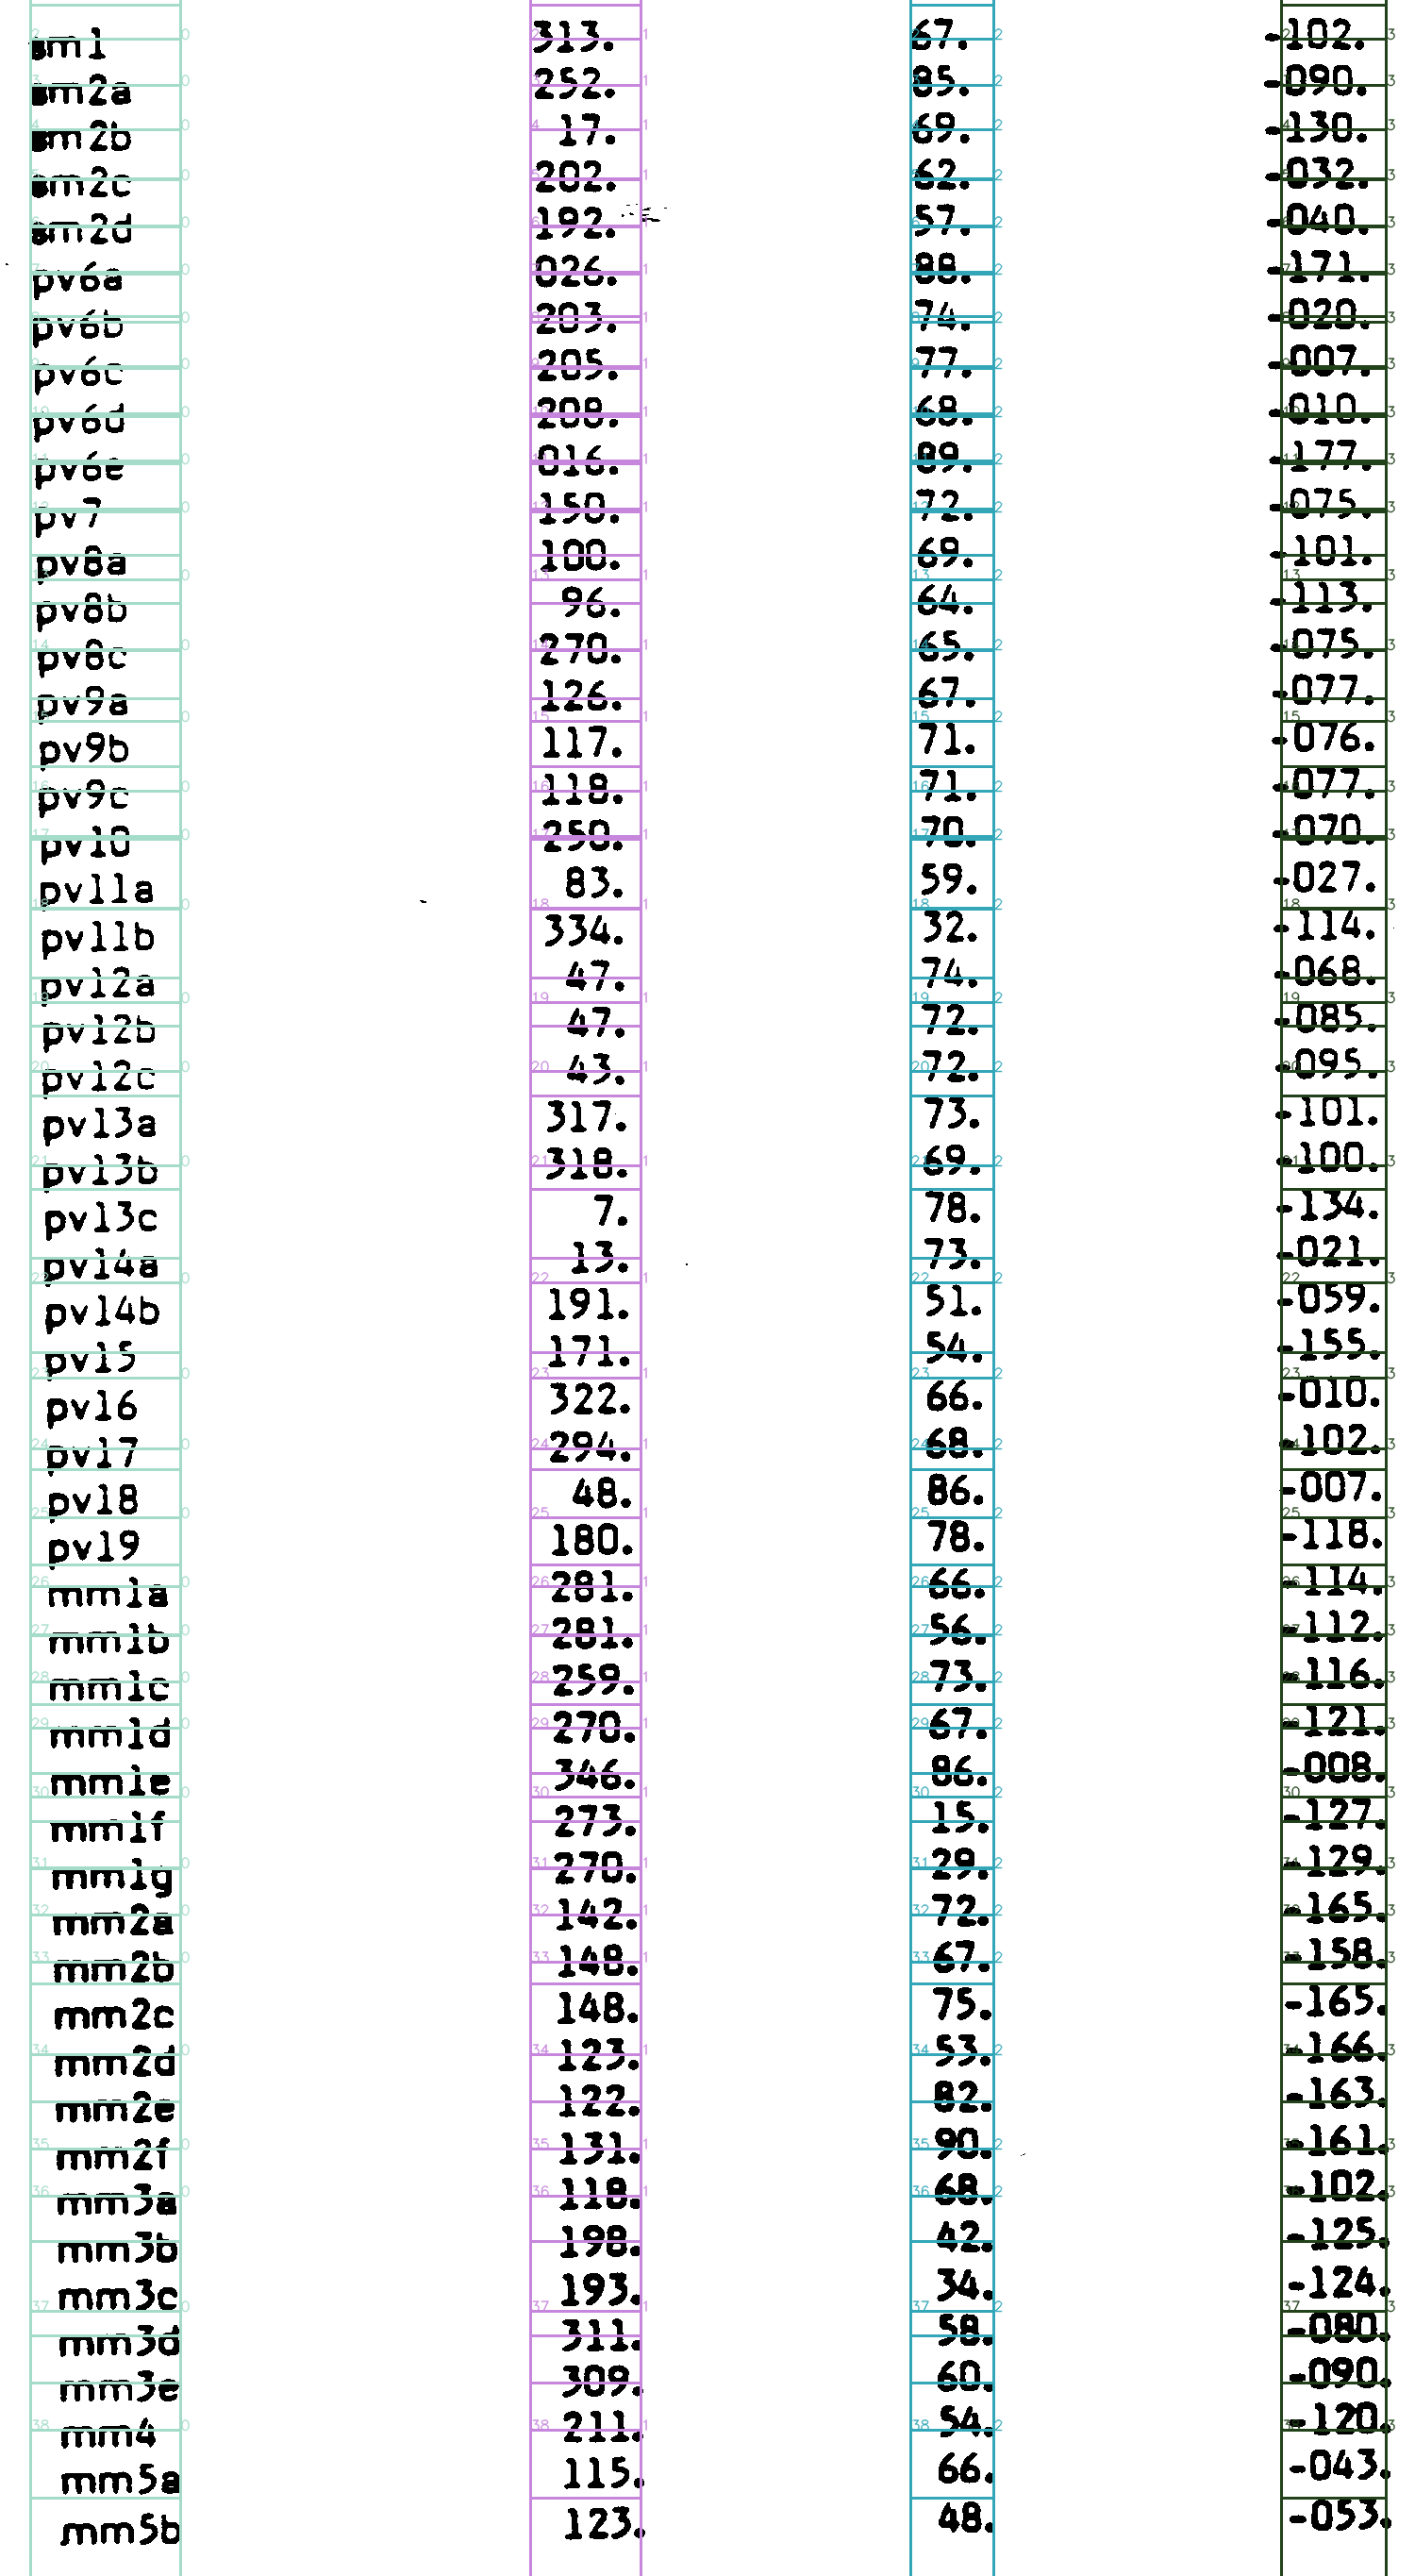 sm1 313. 67. -102.
sm2a 252. 85. -090.
sm2b 17. 69. -130.
sm2c 202. 62. -032.
sm2d 192. 57. -040.
pv6a 026. 88. -171.
pv6b 203. 74. -020.
pv6c 205. 77. -007.
pv6d 208. 68. -010.
pv6e 016. 89. -177.
pv7 150. 72. -075.
pv8a 100. 69. -101.
pv8b 96. 64. -113.
pv8c 270. 65. -075.
pv9a 126. 67. -077.
pv9b 117. 71. -076.
pv9c 118. 71. -077.
pv10 250. 70. -070.
pv11a 83. 59. -027.
pv11b 334. 32. -114.
pv12a 47. 74. -068.
pv12b 47. 72. -085.
pv12c 43. 72. -095.
pv13a 317. 73. -101.
pv13b 318. 69. -100.
pv13c 7. 78. -134.
pv14a 13. 73. -021.
pv14b 191. 51. -059.
pv15 171. 54. -155.
pv16 322. 66. -010.
pv17 294. 68. -102.
pv18 48. 86. -007.
pv19 180. 78. -118.
mm1a 281. 66. -114.
mm1b 281. 56. -112.
mm1c 259. 73. -116.
mm1d 270. 67. -121.
mm1e 346. 86. -008.
mm1f 273. 15. -127.
mm1g 270. 29. -129.
mm2a 142. 72. -165.
mm2b 148. 67. -158.
mm2c 148. 75. -165.
mm2d 123. 53. -166.
mm2e 122. 82. -163.
mm2f 131. 90. -161.
mm3a 118. 68. -102.
mm3b 198. 42. -125.
mm3c 193. 34. -124.
mm3d 311. 58. -080.
mm3e 309. 60. -090.
mm4 211. 54. -120.
mm5a 115. 66. -043.
mm5b 123. 48. -053.